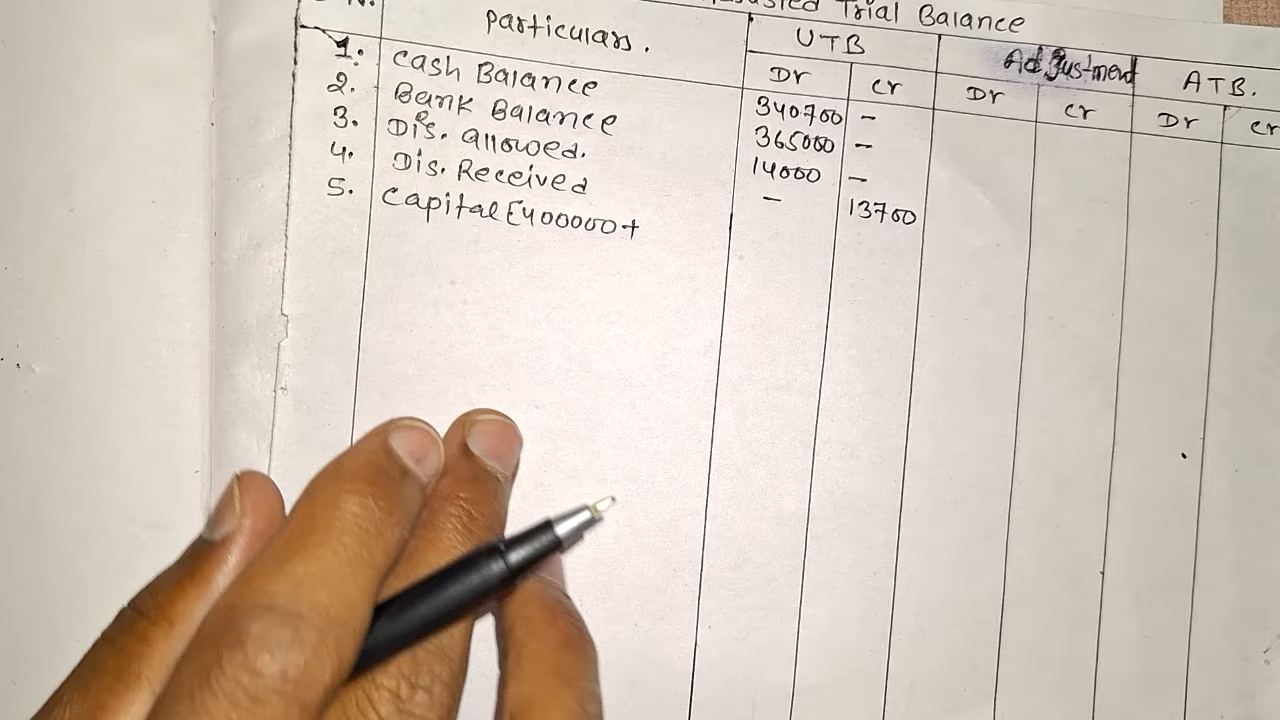 Trial Balance
N. Particulars. UTB Adjustment ATB.
Dr Cr Dr Cr Dr Cr
1. Cash Balance 340700 -
2. Bank Balance 365000 -
3. Dis. allowed. 14000 -
4. Dis. Received - 13700
5. Capital [400000+